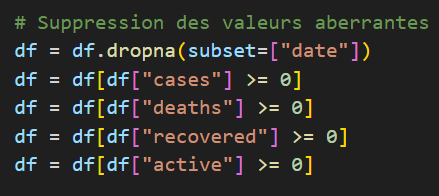 # Suppression des valeurs aberrantes
df = df.dropna(subset=["date"])
df = df[df["cases"] >= 0]
df = df[df["deaths"] >= 0]
df = df[df["recovered"] >= 0]
df = df[df["active"] >= 0]